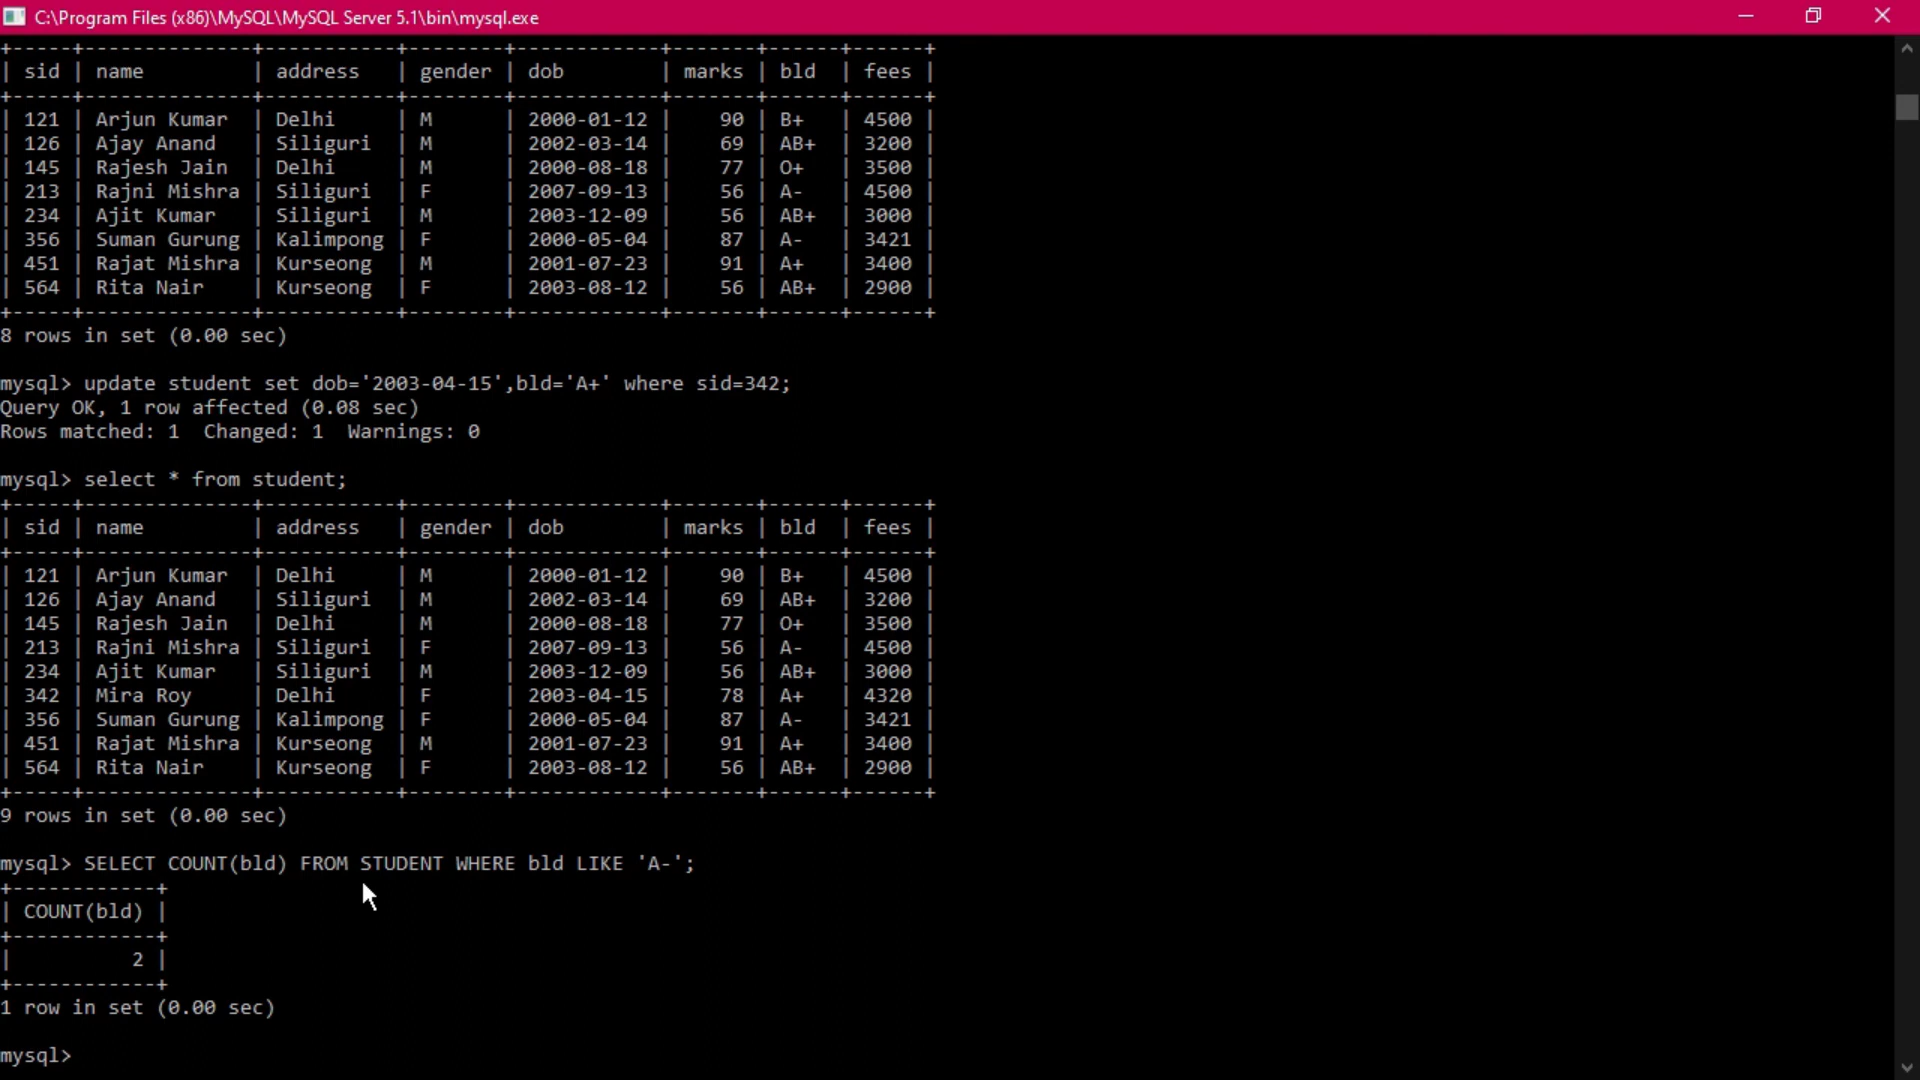 C:\Program Files (x86)\MySQL\MySQL Server 5.1\bin\mysql.exe
+-----+--------------+-----------+--------+------------+-------+------+------+
| sid | name         | address   | gender | dob        | marks | bld  | fees |
+-----+--------------+-----------+--------+------------+-------+------+------+
| 121 | Arjun Kumar  | Delhi     | M      | 2000-01-12 |    90 | B+   | 4500 |
| 126 | Ajay Anand   | Siliguri  | M      | 2002-03-14 |    69 | AB+  | 3200 |
| 145 | Rajesh Jain  | Delhi     | M      | 2000-08-18 |    77 | O+   | 3500 |
| 213 | Rajni Mishra | Siliguri  | F      | 2007-09-13 |    56 | A-   | 4500 |
| 234 | Ajit Kumar   | Siliguri  | M      | 2003-12-09 |    56 | AB+  | 3000 |
| 356 | Suman Gurung | Kalimpong | F      | 2000-05-04 |    87 | A-   | 3421 |
| 451 | Rajat Mishra | Kurseong  | M      | 2001-07-23 |    91 | A+   | 3400 |
| 564 | Rita Nair    | Kurseong  | F      | 2003-08-12 |    56 | AB+  | 2900 |
+-----+--------------+-----------+--------+------------+-------+------+------+
8 rows in set (0.00 sec)
mysql> update student set dob='2003-04-15',bld='A+' where sid=342;
Query OK, 1 row affected (0.08 sec)
Rows matched: 1  Changed: 1  Warnings: 0
mysql> select * from student;
+-----+--------------+-----------+--------+------------+-------+------+------+
| sid | name         | address   | gender | dob        | marks | bld  | fees |
+-----+--------------+-----------+--------+------------+-------+------+------+
| 121 | Arjun Kumar  | Delhi     | M      | 2000-01-12 |    90 | B+   | 4500 |
| 126 | Ajay Anand   | Siliguri  | M      | 2002-03-14 |    69 | AB+  | 3200 |
| 145 | Rajesh Jain  | Delhi     | M      | 2000-08-18 |    77 | O+   | 3500 |
| 213 | Rajni Mishra | Siliguri  | F      | 2007-09-13 |    56 | A-   | 4500 |
| 234 | Ajit Kumar   | Siliguri  | M      | 2003-12-09 |    56 | AB+  | 3000 |
| 342 | Mira Roy     | Delhi     | F      | 2003-04-15 |    78 | A+   | 4320 |
| 356 | Suman Gurung | Kalimpong | F      | 2000-05-04 |    87 | A-   | 3421 |
| 451 | Rajat Mishra | Kurseong  | M      | 2001-07-23 |    91 | A+   | 3400 |
| 564 | Rita Nair    | Kurseong  | F      | 2003-08-12 |    56 | AB+  | 2900 |
+-----+--------------+-----------+--------+------------+-------+------+------+
9 rows in set (0.00 sec)
mysql> SELECT COUNT(bld) FROM STUDENT WHERE bld LIKE 'A-';
+------------+
| COUNT(bld) |
+------------+
|          2 |
+------------+
1 row in set (0.00 sec)
mysql>